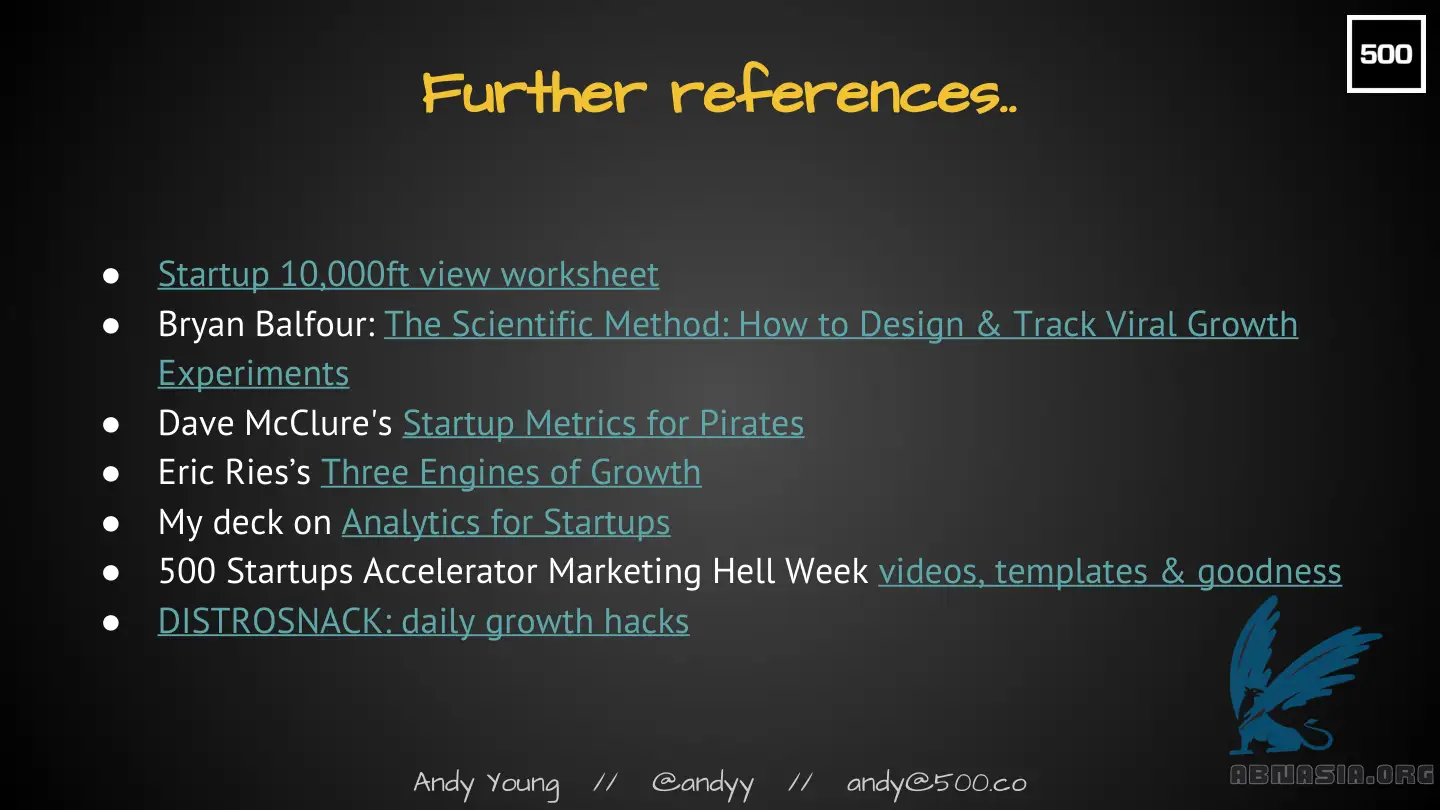 500
Further references..
● Startup 10,000ft view worksheet
● Bryan Balfour: The Scientific Method: How to Design & Track Viral Growth
Experiments
● Dave McClure's Startup Metrics for Pirates
● Eric Ries’s Three Engines of Growth
● My deck on Analytics for Startups
● 500 Startups Accelerator Marketing Hell Week videos, templates & goodness
● DISTROSNACK: daily growth hacks
Andy Young // @andyy // andy@500.co
ABNASIA.ORG